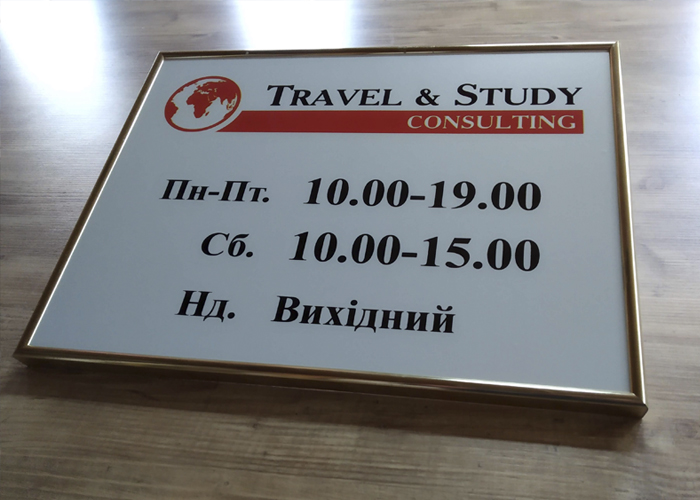 TRAVEL & STUDY
CONSULTING
Пн-Пт. 10.00-19.00
Сб. 10.00-15.00
Нд. Вихідний